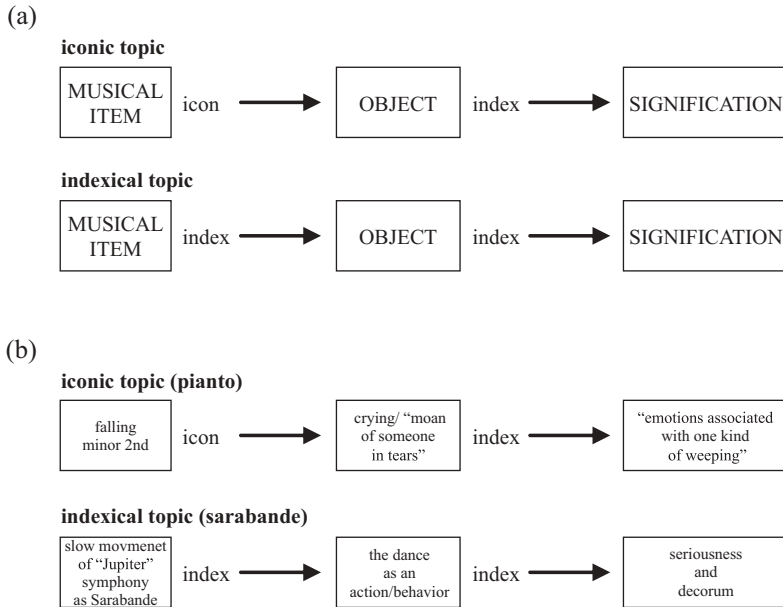 (a)
iconic topic
MUSICAL
ITEM
icon
OBJECT
index
SIGNIFICATION
indexical topic
MUSICAL
ITEM
index
OBJECT
index
SIGNIFICATION
(b)
iconic topic (pianto)
falling
minor 2nd
icon
crying/ “moan
of someone
in tears”
index
“emotions associated
with one kind
of weeping”
indexical topic (sarabande)
slow movmenet
of “Jupiter”
symphony
as Sarabande
index
the dance
as an
action/behavior
index
seriousness
and
decorum